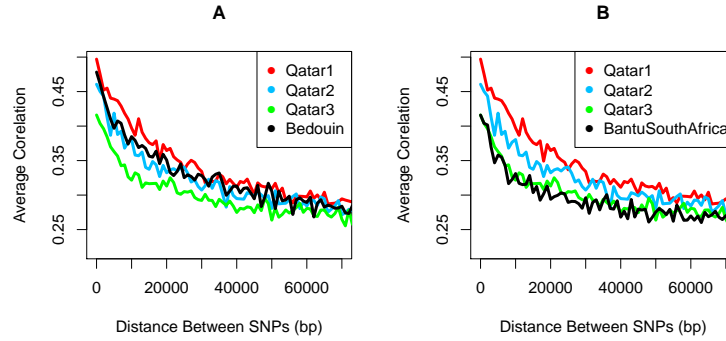 A
Average Corelation
0.45
0.35
0.25
Qatar1
Qatar2
Qatar3
Bedouin
0 20000 40000 60000
Distance Between SNPs (bp)
B
Average Corelation
0.45
0.35
0.25
Qatar1
Qatar2
Qatar3
BantuSouthAfrica
0 20000 40000 60000
Distance Between SNPs (bp)